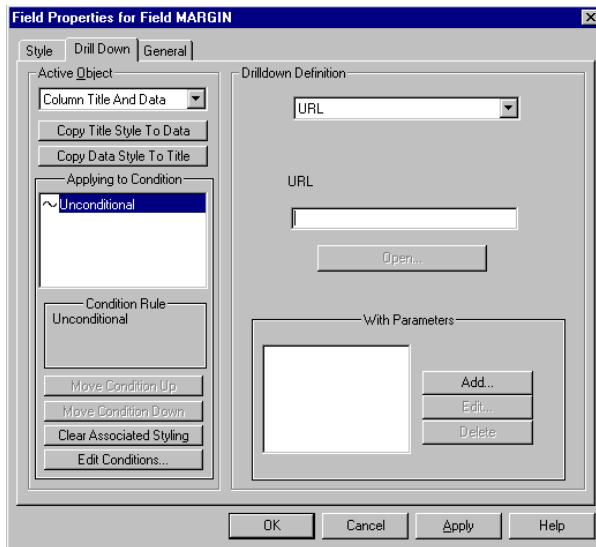 Field Properties for Field MARGIN
Style Drill Down General
Active Object
Column Title And Data
Copy Title Style To Data
Copy Data Style To Title
Applying to Condition
Unconditional
Condition Rule
Unconditional
Move Condition Up
Move Condition Down
Clear Associated Styling
Edit Conditions...
Drilldown Definition
URL
URL
Open...
With Parameters
Add...
Edit...
Delete
OK Cancel Apply Help